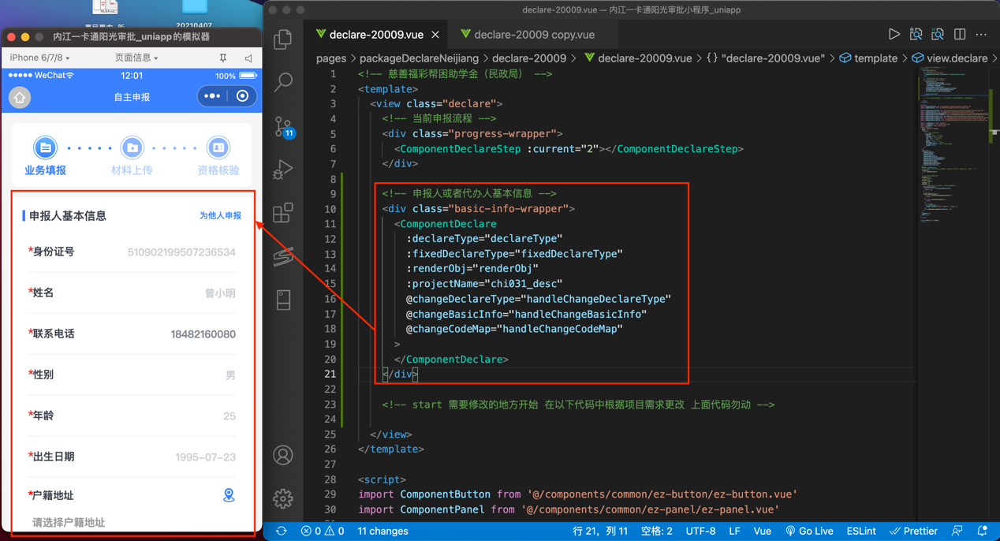 20210407
内江一卡通阳光审批_uniapp的模拟器
iPhone 6/7/8
页面信息
WeChat
12:01
100%
自主申报
业务填报
材料上传
资格核验
申报人基本信息
为他人申报
*身份证号
510902199507236534
*姓名
曾小明
*联系电话
18482160080
*性别
男
*年龄
25
*出生日期
1995-07-23
*户籍地址
请选择户籍地址
declare-20009.vue — 内江一卡通阳光审批小程序_uniapp
declare-20009.vue
declare-20009 copy.vue
pages > packageDeclareNeijiang > declare-20009 > declare-20009.vue > {} "declare-20009.vue" > template > view.declare >
11
1 <!-- 慈善福彩帮困助学金（民政局） -->
2 <template>
3 <view class="declare">
4 <!-- 当前申报流程 -->
5 <div class="progress-wrapper">
6 <ComponentDeclareStep :current="2"></ComponentDeclareStep>
7 </div>
8
9 <!-- 申报人或者代办人基本信息 -->
10 <div class="basic-info-wrapper">
11 <ComponentDeclare
12 :declareType="declareType"
13 :fixedDeclareType="fixedDeclareType"
14 :renderObj="renderObj"
15 :projectName="chi031_desc"
16 @changeDeclareType="handleChangeDeclareType"
17 @changeBasicInfo="handleChangeBasicInfo"
18 @changeCodeMap="handleChangeCodeMap"
19 >
20 </ComponentDeclare>
21 </div>
22
23 <!-- start 需要修改的地方开始 在以下代码中根据项目需求更改 上面代码勿动 -->
24
25 </view>
26 </template>
27
28 <script>
29 import ComponentButton from '@/components/common/ez-button/ez-button.vue'
30 import ComponentPanel from '@/components/common/ez-panel/ez-panel.vue'
0
0
11 changes
行 21，列 11
空格: 2
UTF-8
LF
Vue
Go Live
ESLint
Prettier